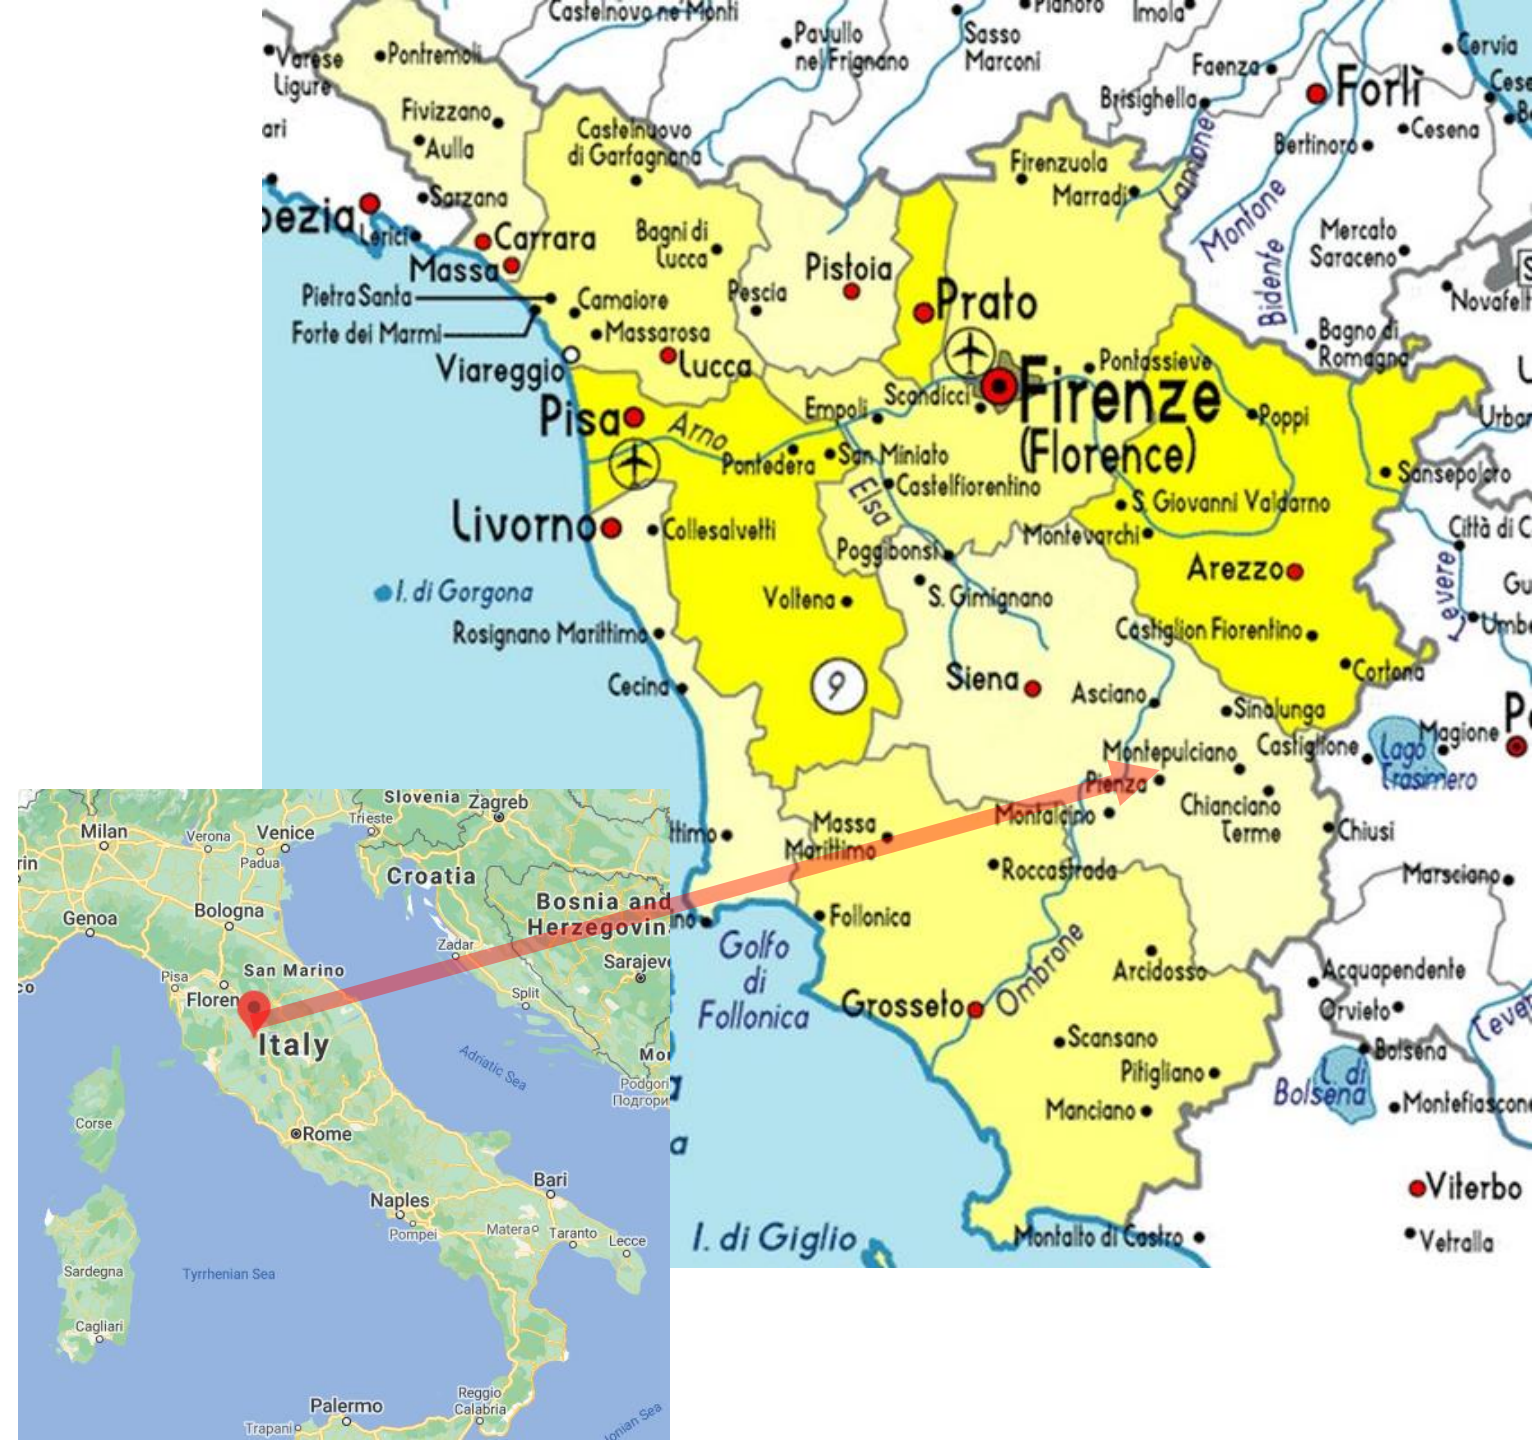 Castelnovo ne' Monti
Pianoro
Imola
Pavullo
nel Frignano
Sasso
Marconi
Varese
Ligure
Pontremoli
Faenza
Cervia
Forlì
Brisighella
Fivizzano
Aulla
Castelnuovo
di Garfagnana
Cesena
Bertinoro
Firenzuola
Marradi
Lamone
Montone
Bidente
Sarzana
Lerici
Carrara
Massa
Bagni di
Lucca
Pistoia
Mercato
Saraceno
Pietra Santa
Camaiore
Pescia
Prato
Forte dei Marmi
Massarosa
Viareggio
Lucca
Bagno di
Romagna
Pontassieve
Firenze
(Florence)
Scandicci
Empoli
Poppi
Pisa
Arno
Pontedera
San Miniato
Castelfiorentino
Elsa
Sansepolcro
S. Giovanni Valdarno
Montevarchi
Livorno
Collesalvetti
Poggibonsi
Arezzo
I. di Gorgona
Voltena
S. Gimignano
Rosignano Marittimo
Castiglion Fiorentino
Cortona
Cecina
9
Siena
Asciano
Sinalunga
Montepulciano
Castiglione
Magione
Lago
Trasimero
Pienza
Chianciano
Terme
Montalcino
Chiusi
Massa
Marittimo
Roccastrada
Marsciano
Follonica
Golfo
di
Follonica
Ombrone
Arcidosso
Acquapendente
Orvieto
Grosseto
Scansano
Bolsena
Pitigliano
L. di
Bolsena
Manciano
Montefiascone
Viterbo
Vetralla
I. di Giglio
Montalto di Castro
Slovenia
Zagreb
Milan
Verona
Venice
Trieste
Padua
Croatia
Genoa
Bologna
Bosnia and
Zadar
San Marino
Pisa
Split
Italy
Adriatic Sea
Corse
Rome
Naples
Pompei
Bari
Matera
Taranto
Lecce
Sardegna
Tyrrhenian Sea
Cagliari
Reggio
Calabria
Palermo
Trapani